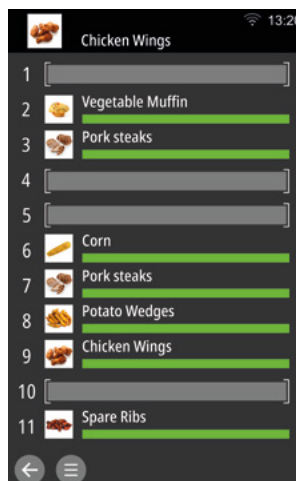 13:20
Chicken Wings
1
2 Vegetable Muffin
3 Pork steaks
4
5
6 Corn
7 Pork steaks
8 Potato Wedges
9 Chicken Wings
10
11 Spare Ribs